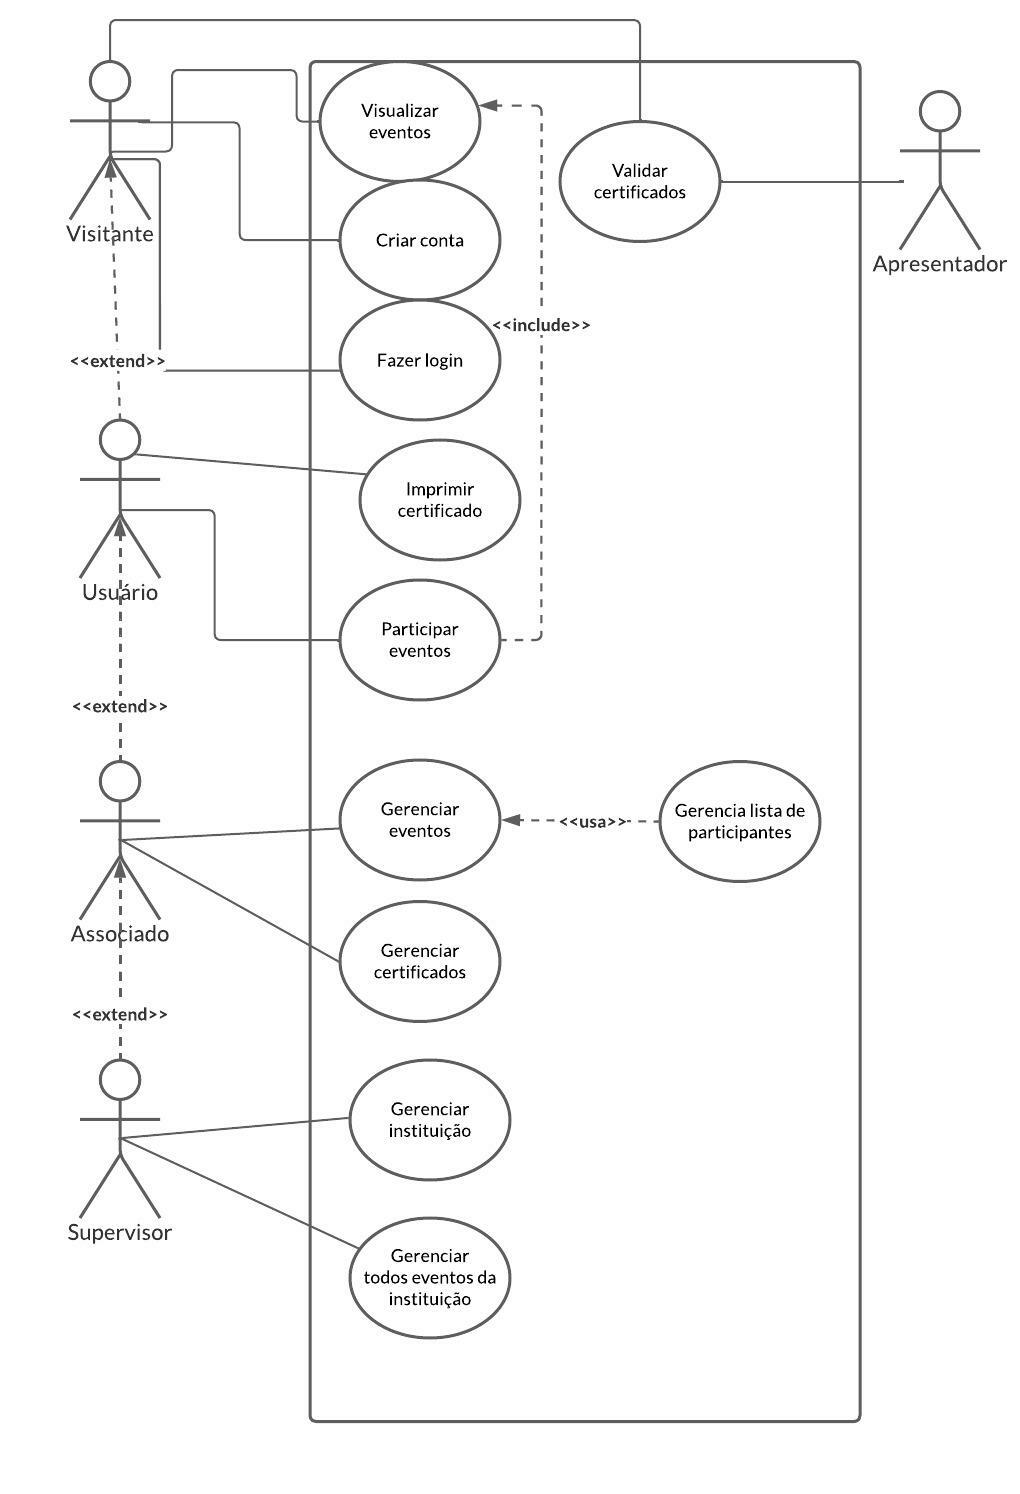 Visualizar
eventos
Validar
certificados
Visitante
Criar conta
Apresentador
<<include>>
<<extend>>
Fazer login
Imprimir
certificado
Usuário
Participar
eventos
<<extend>>
Gerenciar
eventos
<<usa>>
Gerencia lista de
participantes
Associado
Gerenciar
certificados
<<extend>>
Gerenciar
instituição
Supervisor
Gerenciar
todos eventos da
instituição